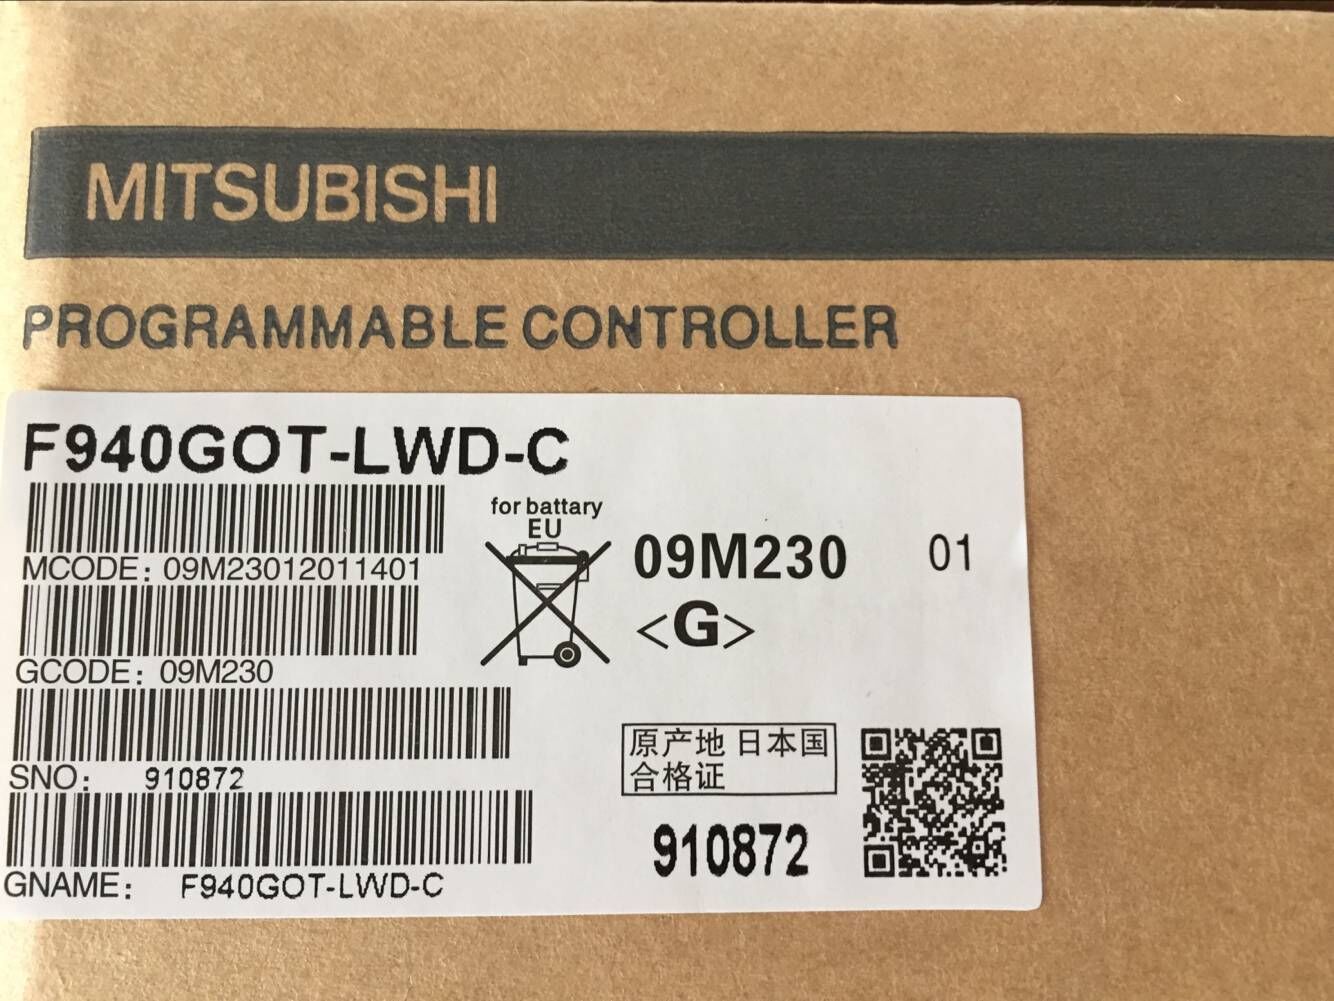 MITSUBISHI
PROGRAMMABLE CONTROLLER
F940GOT-LWD-C
MCODE: 09M23012011401
GCODE: 09M230
SNO: 910872
GNAME: F940GOT-LWD-C
for battary
EU
09M230 01
<G>
原产地 日本国
合格证
910872